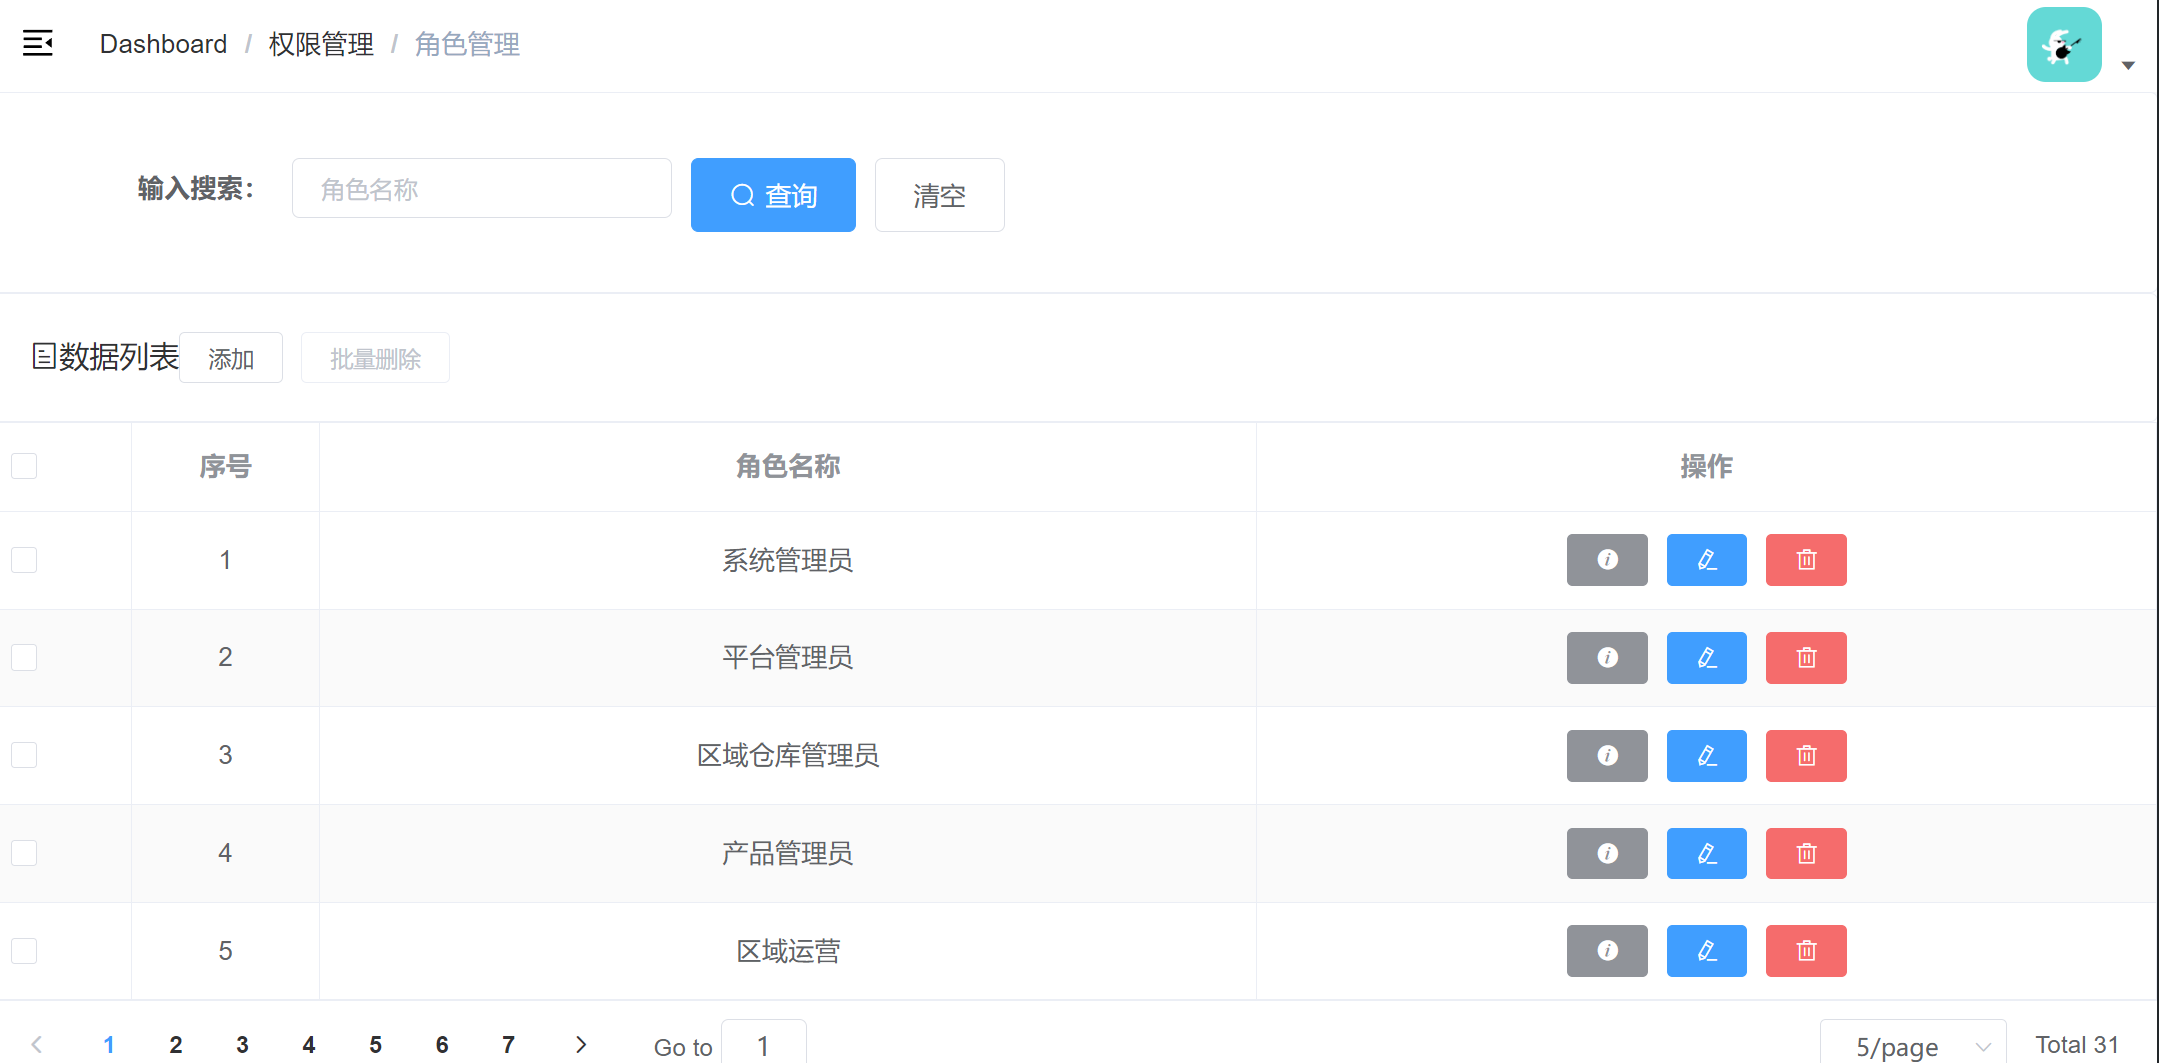 Dashboard / 权限管理 / 角色管理
输入搜索： 角色名称 查询 清空
数据列表 添加 批量删除
序号 角色名称 操作
1 系统管理员
2 平台管理员
3 区域仓库管理员
4 产品管理员
5 区域运营
1 2 3 4 5 6 7 Go to 1 5/page Total 31